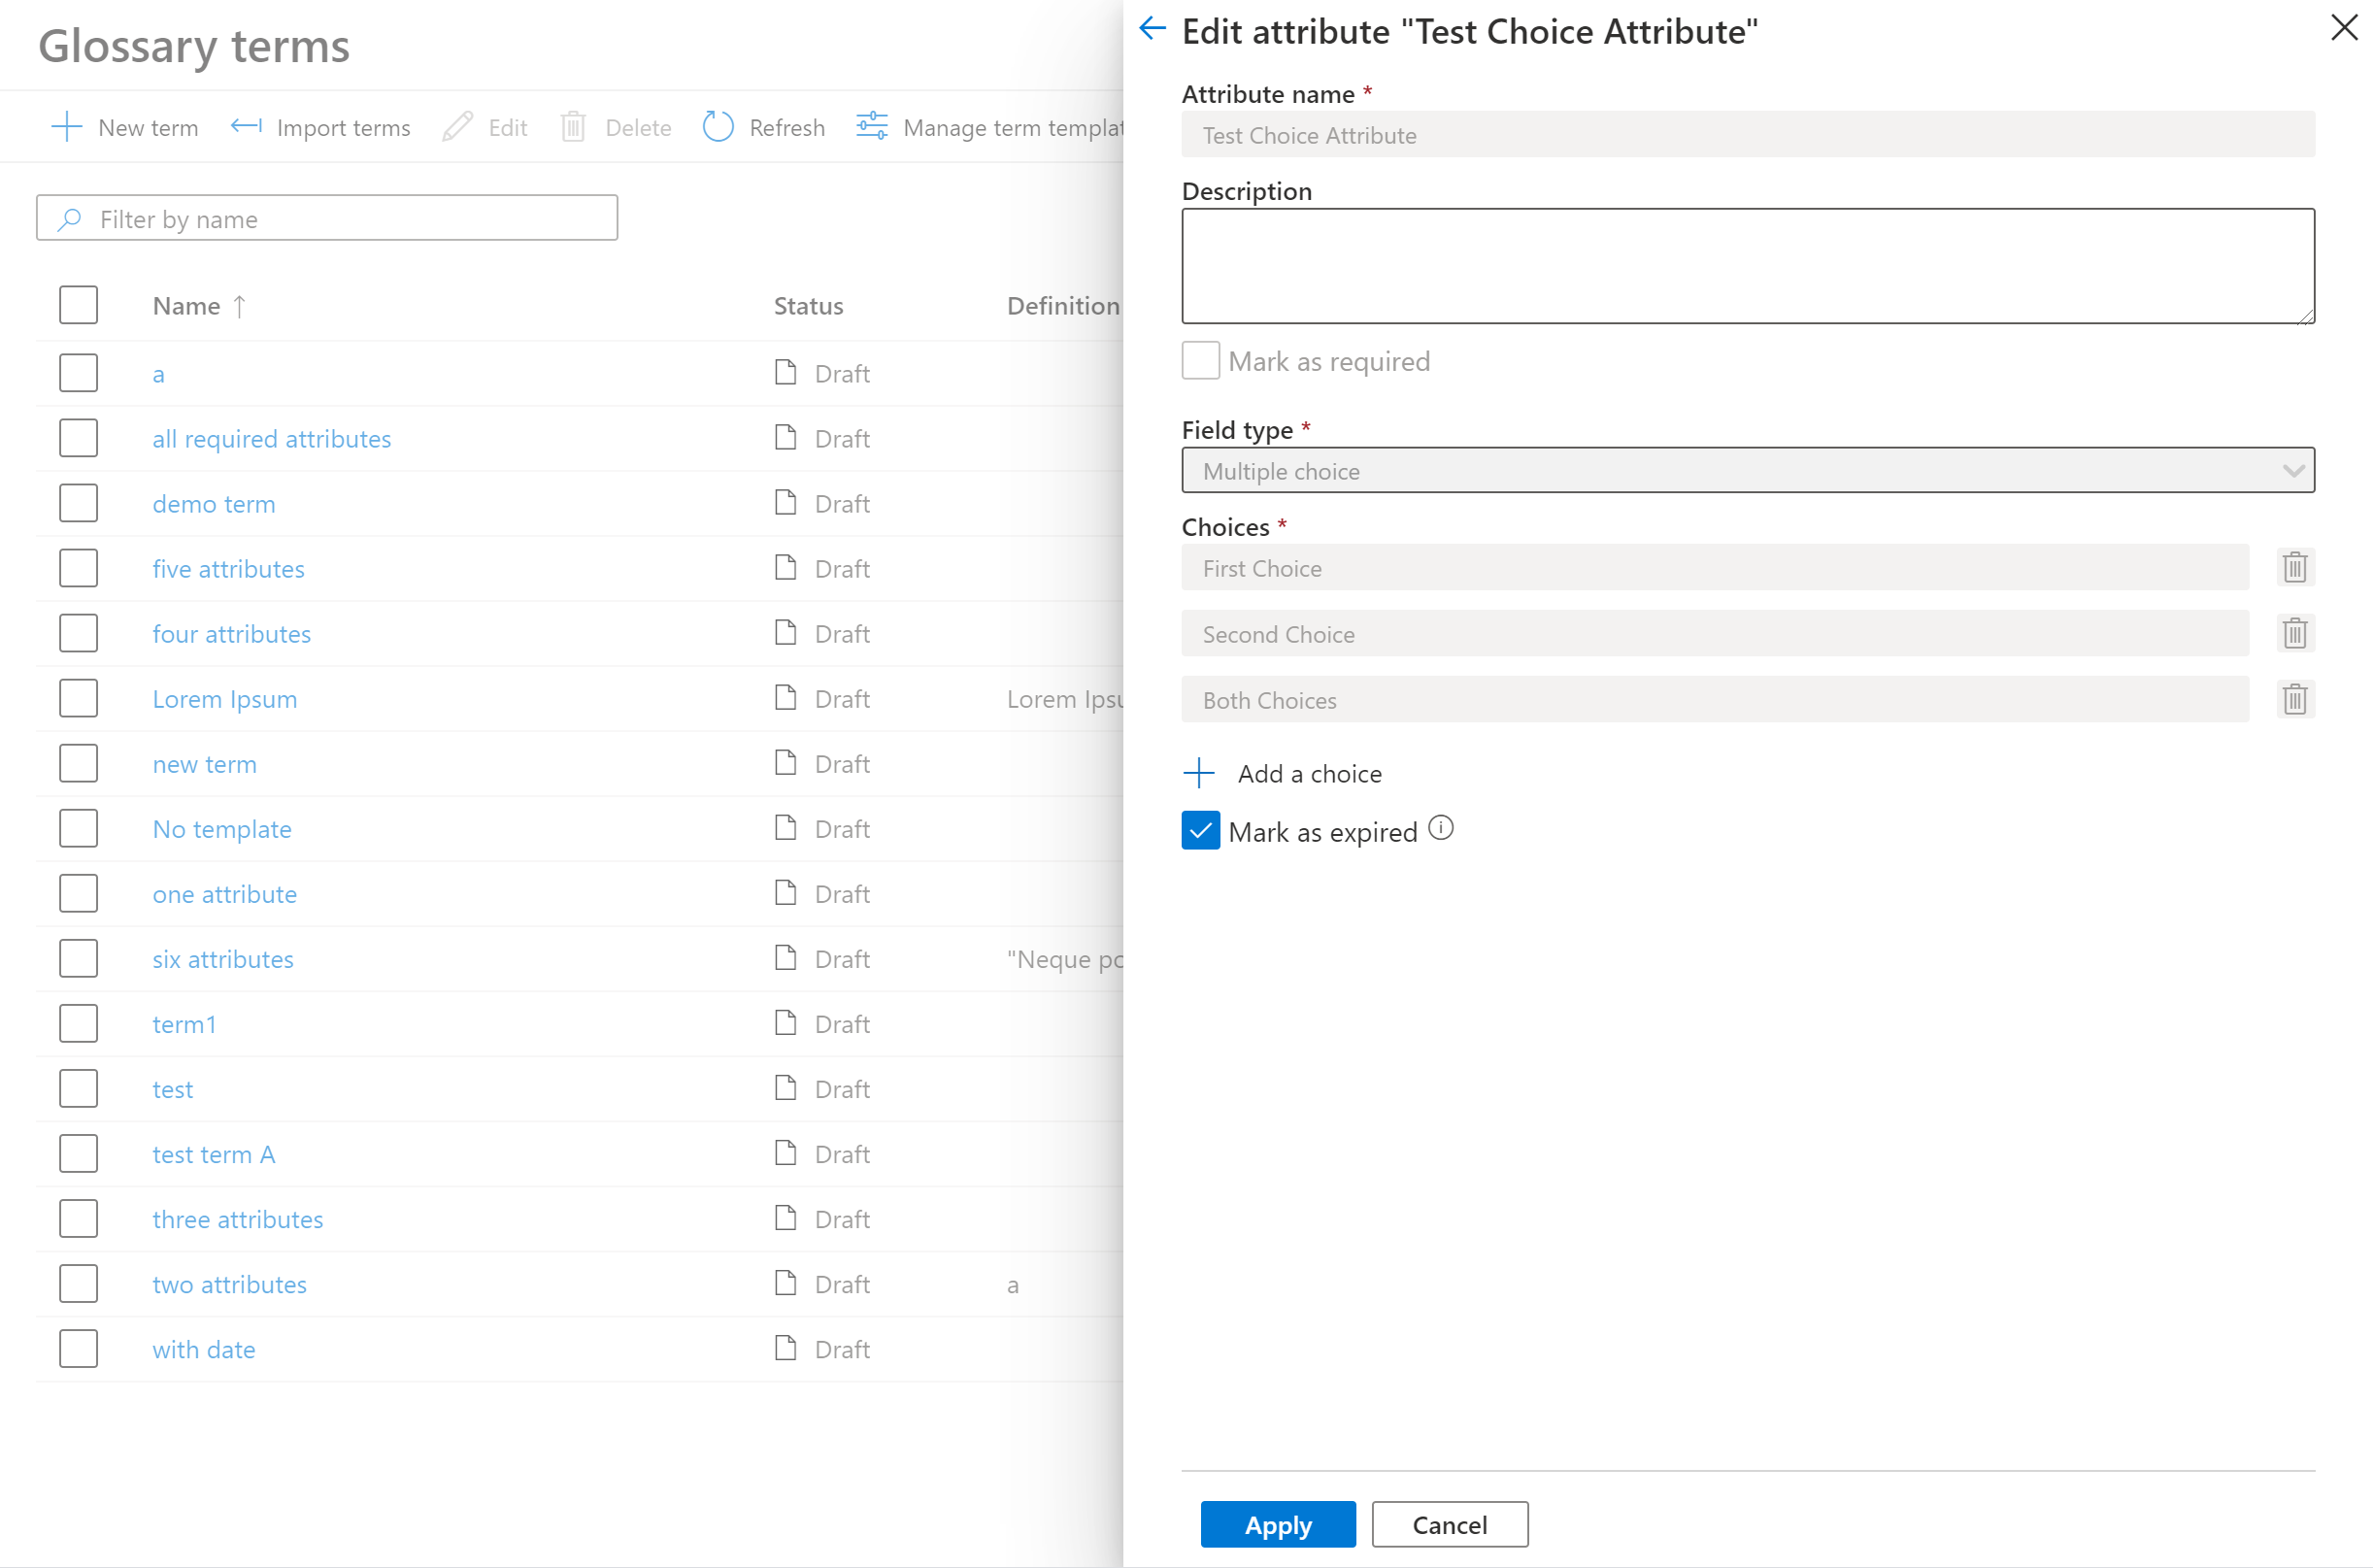 Glossary terms
New term
Import terms
Edit
Delete
Refresh
Manage term templat
Filter by name
Name
Status
Definition
a
Draft
all required attributes
Draft
demo term
Draft
five attributes
Draft
four attributes
Draft
Lorem Ipsum
Draft
Lorem Ipsu
new term
Draft
No template
Draft
one attribute
Draft
six attributes
Draft
"Neque po
term1
Draft
test
Draft
test term A
Draft
three attributes
Draft
two attributes
Draft
a
with date
Draft
Edit attribute "Test Choice Attribute"
Attribute name *
Test Choice Attribute
Description
Mark as required
Field type *
Multiple choice
Choices *
First Choice
Second Choice
Both Choices
Add a choice
Mark as expired
Apply
Cancel